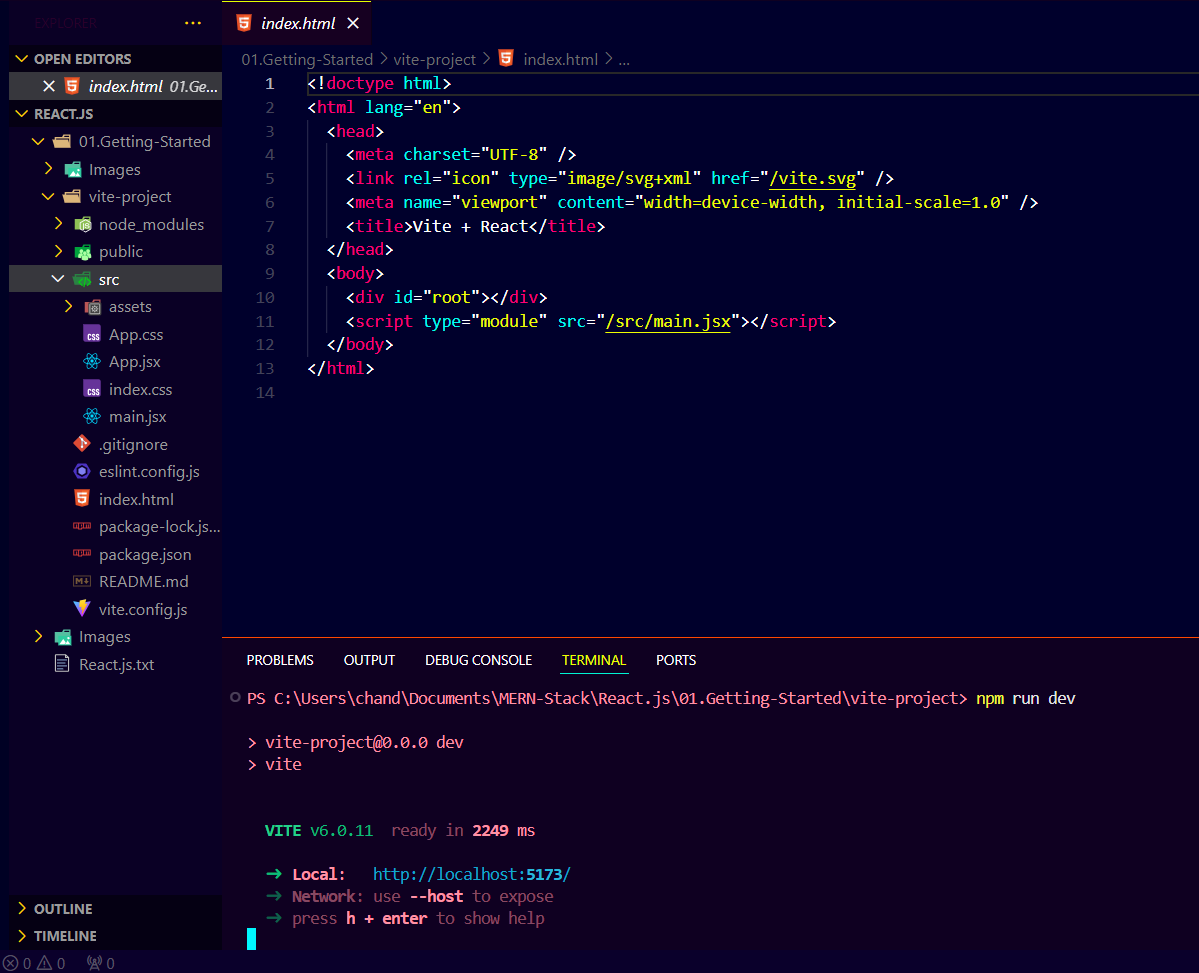 EXPLORER ...
OPEN EDITORS
index.html 01.Ge...
REACT.JS
01.Getting-Started
Images
vite-project
node_modules
public
src
assets
App.css
App.jsx
index.css
main.jsx
.gitignore
eslint.config.js
index.html
package-lock.js...
package.json
README.md
vite.config.js
Images
React.js.txt
OUTLINE
TIMELINE
0 0 0
index.html
01.Getting-Started > vite-project > index.html > ...
1 <!doctype html>
2 <html lang="en">
3 <head>
4 <meta charset="UTF-8" />
5 <link rel="icon" type="image/svg+xml" href="/vite.svg" />
6 <meta name="viewport" content="width=device-width, initial-scale=1.0" />
7 <title>Vite + React</title>
8 </head>
9 <body>
10 <div id="root"></div>
11 <script type="module" src="/src/main.jsx"></script>
12 </body>
13 </html>
14
PROBLEMS OUTPUT DEBUG CONSOLE TERMINAL PORTS
PS C:\Users\chand\Documents\MERN-Stack\React.js\01.Getting-Started\vite-project> npm run dev
> vite-project@0.0.0 dev
> vite
VITE v6.0.11 ready in 2249 ms
➜ Local: http://localhost:5173/
➜ Network: use --host to expose
➜ press h + enter to show help